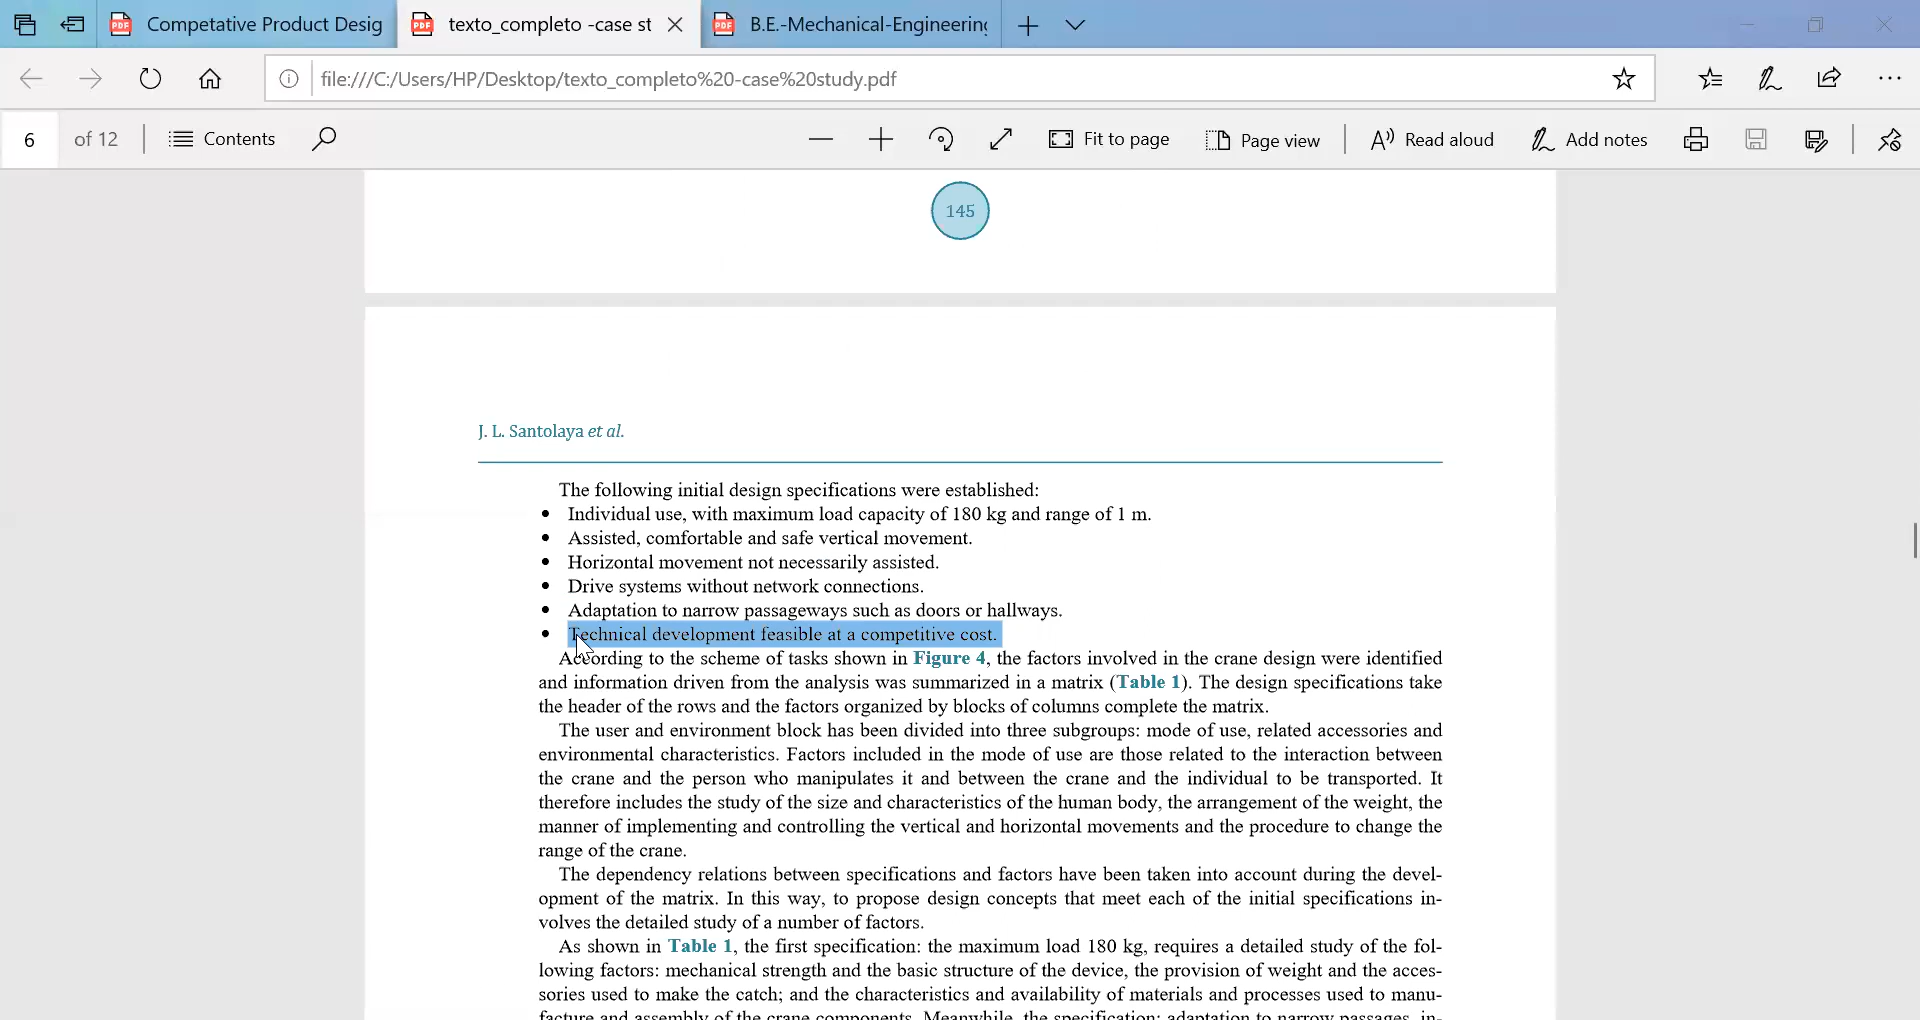 Competative Product Desig
texto_completo -case st
B.E.-Mechanical-Engineering
file:///C:/Users/HP/Desktop/texto_completo%20-case%20study.pdf
6 of 12 Contents Fit to page Page view Read aloud Add notes
145
J. L. Santolaya et al.
The following initial design specifications were established:
• Individual use, with maximum load capacity of 180 kg and range of 1 m.
• Assisted, comfortable and safe vertical movement.
• Horizontal movement not necessarily assisted.
• Drive systems without network connections.
• Adaptation to narrow passageways such as doors or hallways.
• Technical development feasible at a competitive cost.
According to the scheme of tasks shown in Figure 4, the factors involved in the crane design were identified
and information driven from the analysis was summarized in a matrix (Table 1). The design specifications take
the header of the rows and the factors organized by blocks of columns complete the matrix.
The user and environment block has been divided into three subgroups: mode of use, related accessories and
environmental characteristics. Factors included in the mode of use are those related to the interaction between
the crane and the person who manipulates it and between the crane and the individual to be transported. It
therefore includes the study of the size and characteristics of the human body, the arrangement of the weight, the
manner of implementing and controlling the vertical and horizontal movements and the procedure to change the
range of the crane.
The dependency relations between specifications and factors have been taken into account during the devel-
opment of the matrix. In this way, to propose design concepts that meet each of the initial specifications in-
volves the detailed study of a number of factors.
As shown in Table 1, the first specification: the maximum load 180 kg, requires a detailed study of the fol-
lowing factors: mechanical strength and the basic structure of the device, the provision of weight and the acces-
sories used to make the catch; and the characteristics and availability of materials and processes used to manu-
facture and assembly of the crane components. Meanwhile, the specification: adaptation to narrow passages, in-